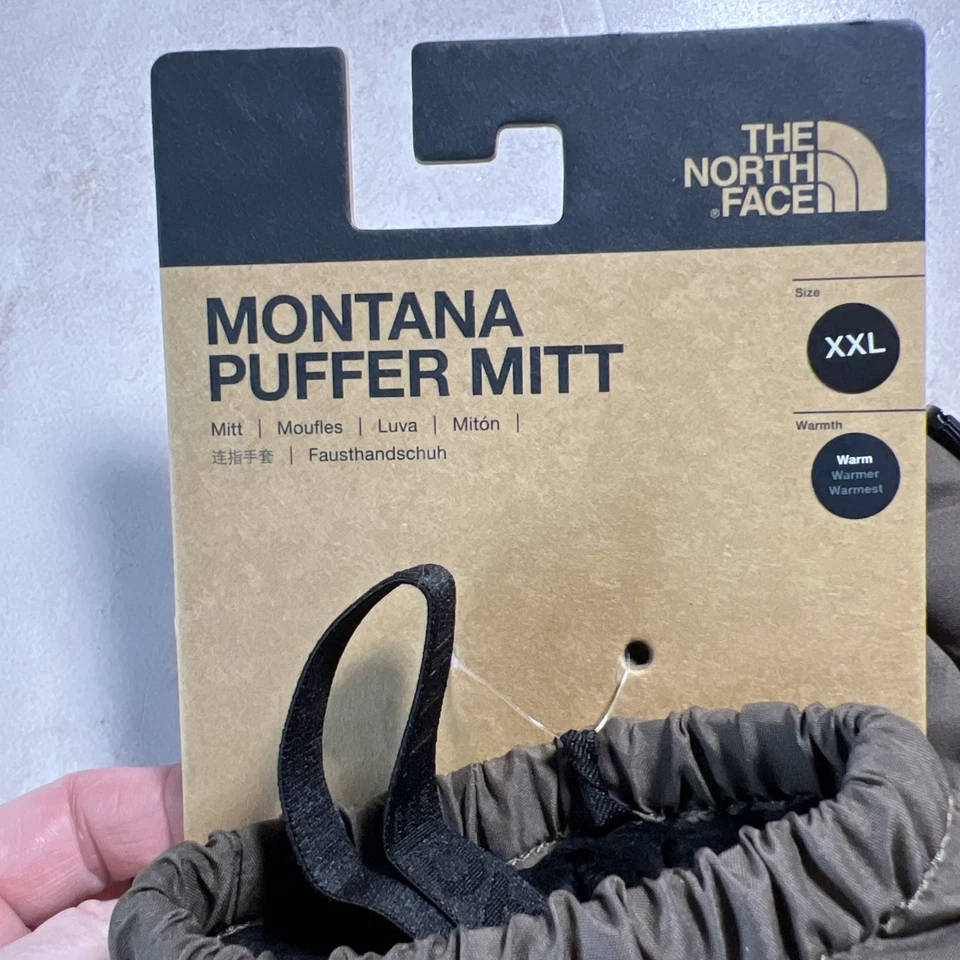 THE
NORTH
®FACE
MONTANA
PUFFER MITT
Mitt | Moufles | Luva | Mitón |
连指手套 | Fausthandschuh
Size
XXL
Warmth
Warm
Warmer
Warmest